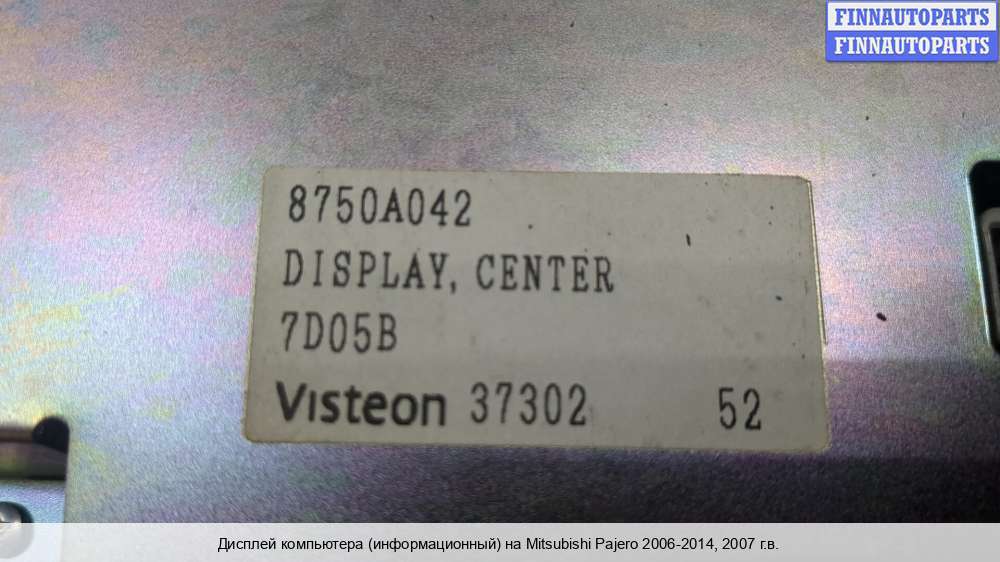 FINNAUTOPARTS
FINNAUTOPARTS
8750A042
DISPLAY, CENTER
7D05B
Visteon 37302 52
Дисплей компьютера (информационный) на Mitsubishi Pajero 2006-2014, 2007 г.в.